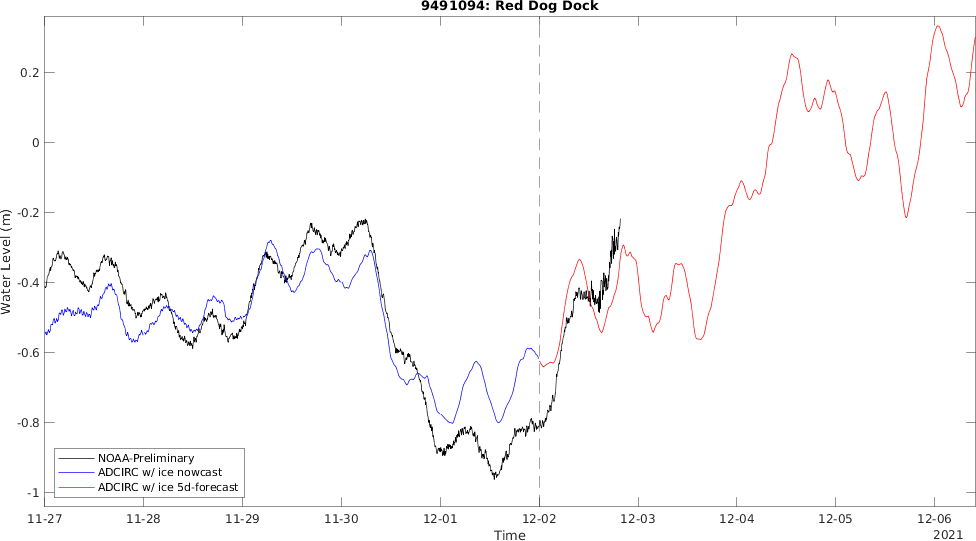 9491094: Red Dog Dock
Water Level (m)
0.2
0
-0.2
-0.4
-0.6
-0.8
-1
NOAA-Preliminary
ADCIRC w/ ice nowcast
ADCIRC w/ ice 5d-forecast
11-27 11-28 11-29 11-30 12-01 12-02 12-03 12-04 12-05 12-06
Time
2021